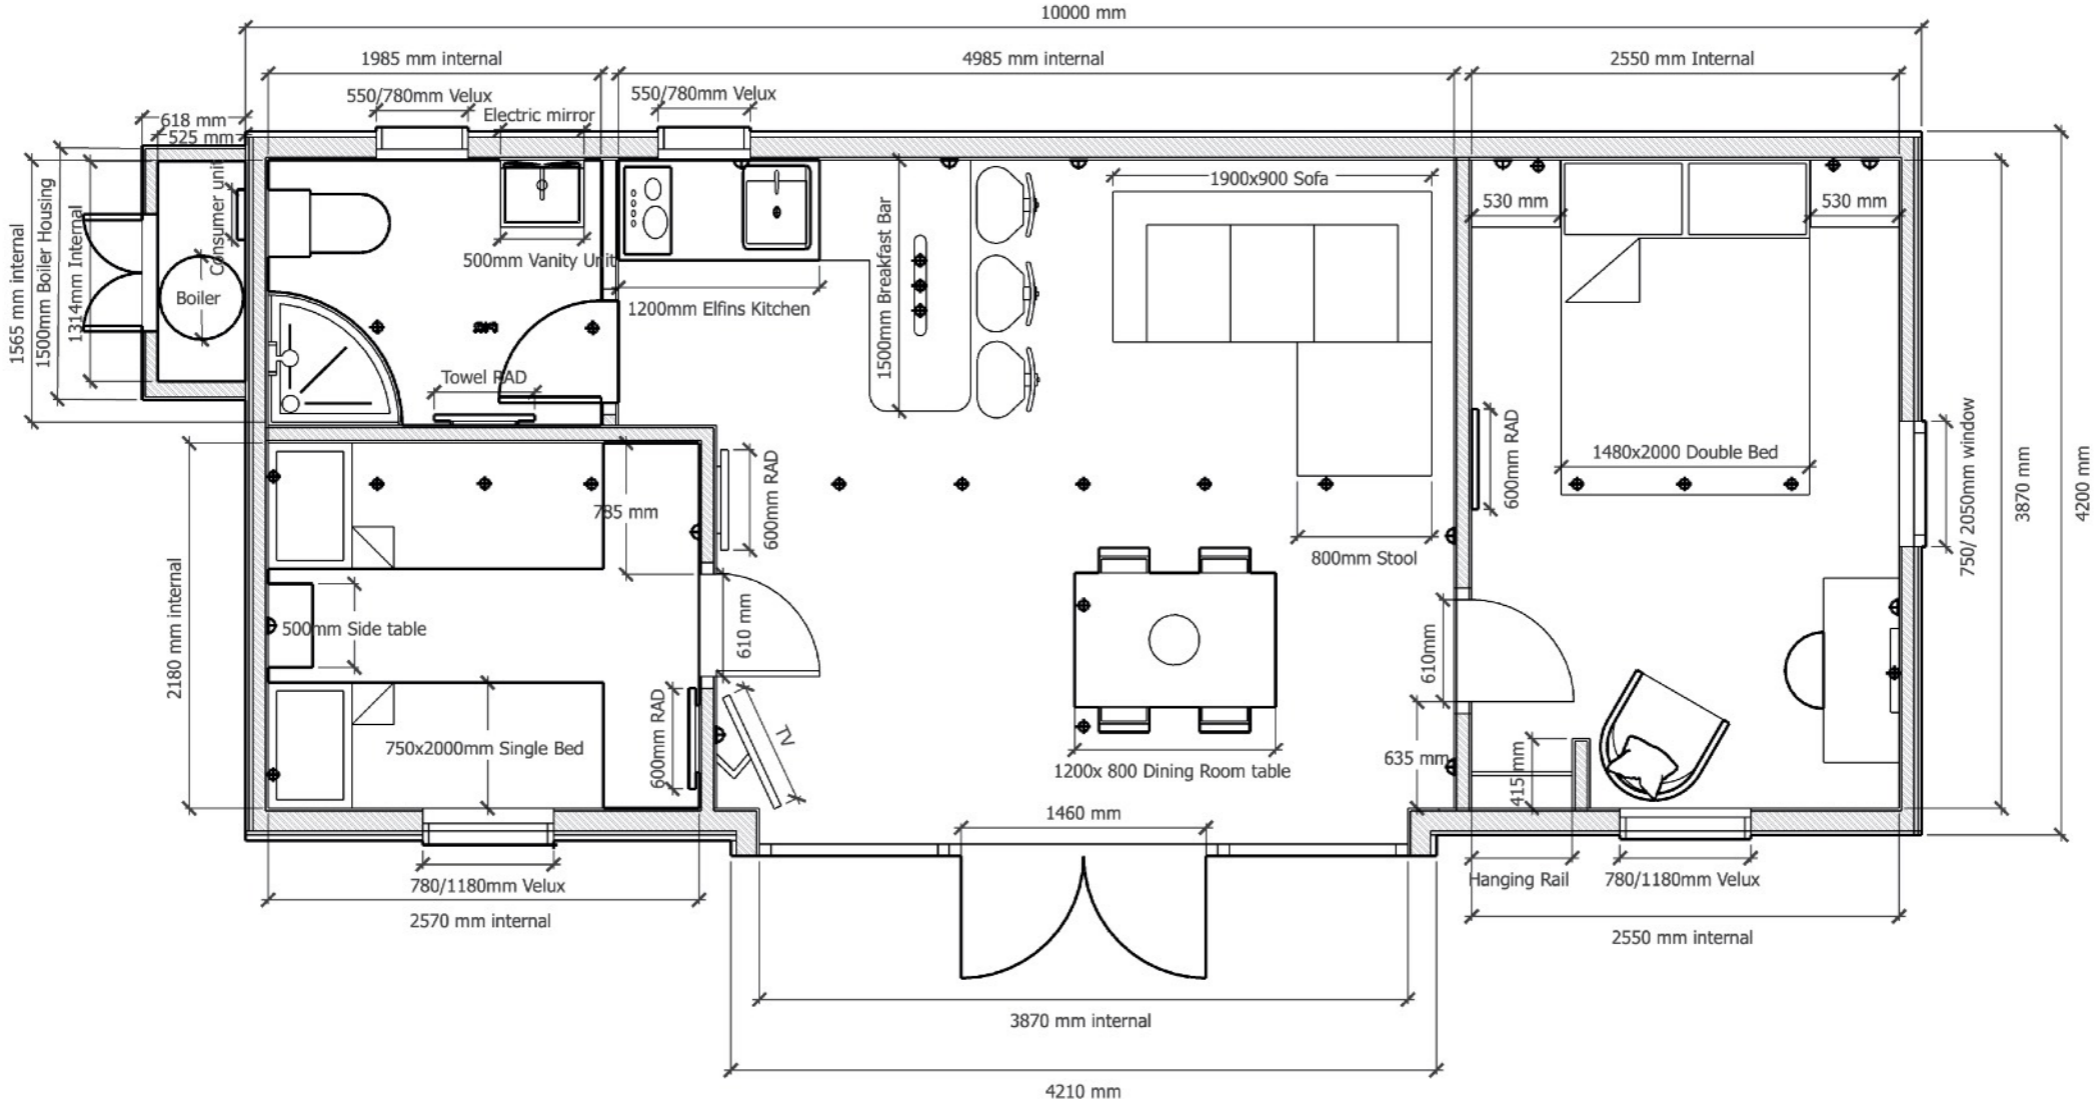 10000 mm
1985 mm internal
4985 mm internal
2550 mm Internal
550/780mm Velux
550/780mm Velux
Electric mirror
618 mm
525 mm
1565 mm internal
1500mm Boiler Housing
1314mm Internal
Consumer unit
Boiler
500mm Vanity Unit
1200mm Elfins Kitchen
1500mm Breakfast Bar
1900x900 Sofa
530 mm
530 mm
Towel RAD
600mm RAD
785 mm
800mm Stool
600mm RAD
1480x2000 Double Bed
750/ 2050mm window
3870 mm
4200 mm
2180 mm internal
500mm Side table
610 mm
610mm
750x2000mm Single Bed
600mm RAD
TV
1200x 800 Dining Room table
635 mm
415 mm
1460 mm
780/1180mm Velux
Hanging Rail
780/1180mm Velux
2570 mm internal
2550 mm internal
3870 mm internal
4210 mm